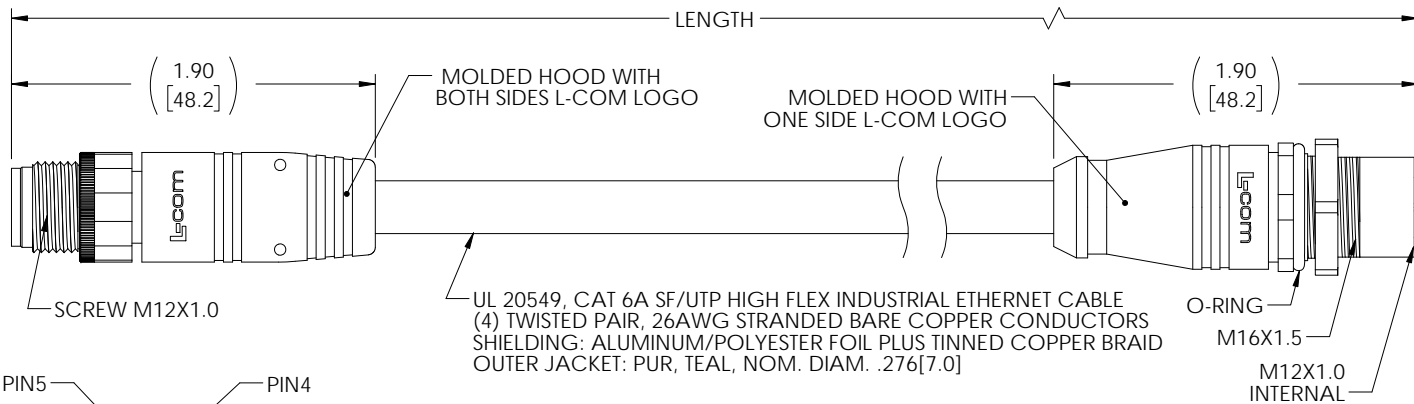 LENGTH
1.90
[48.2]
MOLDED HOOD WITH
BOTH SIDES L-COM LOGO
MOLDED HOOD WITH
ONE SIDE L-COM LOGO
1.90
[48.2]
L-com
L-com
SCREW M12X1.0
UL 20549, CAT 6A SF/UTP HIGH FLEX INDUSTRIAL ETHERNET CABLE
(4) TWISTED PAIR, 26AWG STRANDED BARE COPPER CONDUCTORS
SHIELDING: ALUMINUM/POLYESTER FOIL PLUS TINNED COPPER BRAID
OUTER JACKET: PUR, TEAL, NOM. DIAM. .276[7.0]
O-RING
M16X1.5
M12X1.0
INTERNAL
PIN5
PIN4